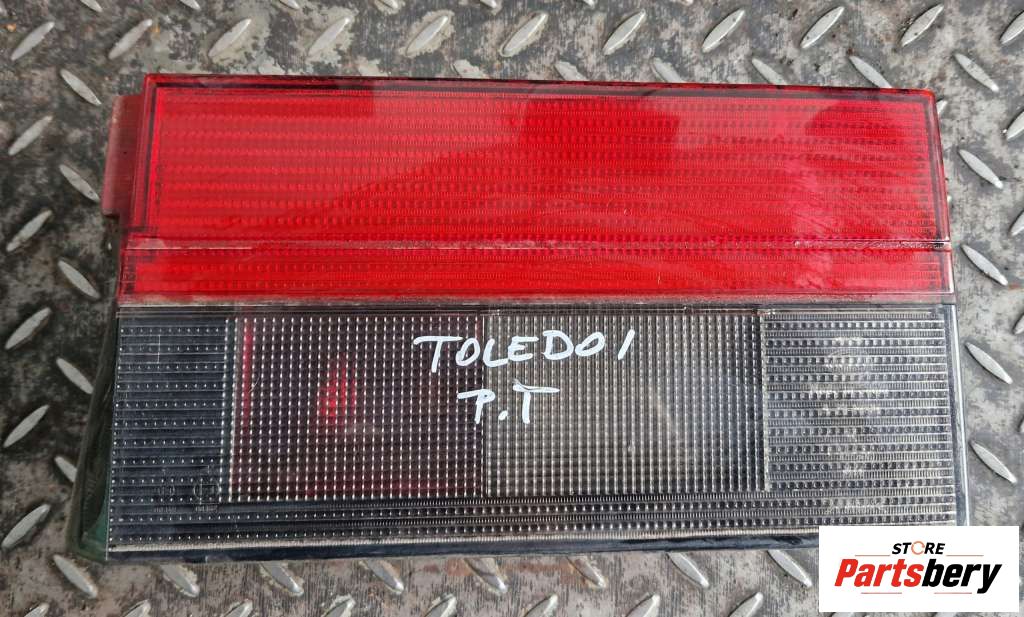 TOLEDO 1
P.T
STORE
Partsbery